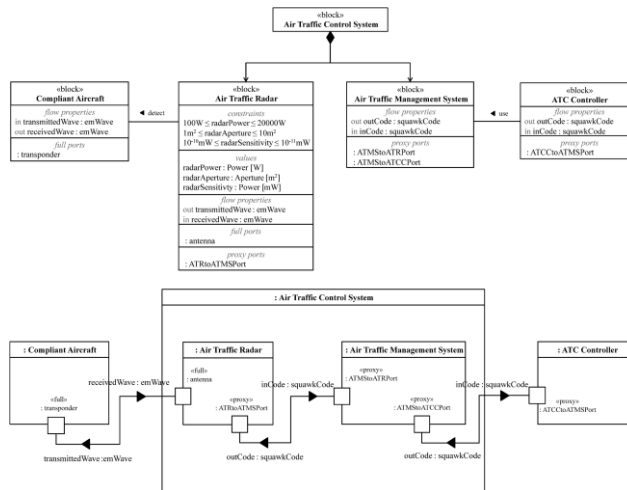 «block»
Air Traffic Control System
«block»
Compliant Aircraft
flow properties
in transmittedWave : emWave
out receivedWave : emWave
full ports
: transponder
detect
«block»
Air Traffic Radar
constraints
100W ≤ radarPower ≤ 20000W
1m² ≤ radarAperture ≤ 10m²
values
radarPower : Power [W]
radarAperture : Aperture [m²]
radarSensitivty : Power [mW]
flow properties
out transmittedWave : emWave
in receivedWave : emWave
full ports
: antenna
proxy ports
: ATRtoATMSPort
«block»
Air Traffic Management System
flow properties
out outCode : squawkCode
in inCode : squawkCode
proxy ports
: ATMStoATRPort
: ATMStoATCCPort
use
«block»
ATC Controller
flow properties
out outCode : squawkCode
in inCode : squawkCode
proxy ports
: ATCCtoATMSPort
: Air Traffic Control System
: Compliant Aircraft
«full»
: transponder
receivedWave : emWave
transmittedWave :emWave
: Air Traffic Radar
«full»
: antenna
«proxy»
: ATRtoATMSPort
inCode : squawkCode
outCode : squawkCode
: Air Traffic Management System
«proxy»
: ATMStoATRPort
«proxy»
: ATMStoATCCPort
inCode : squawkCode
outCode : squawkCode
: ATC Controller
«proxy»
: ATCCtoATMSPort